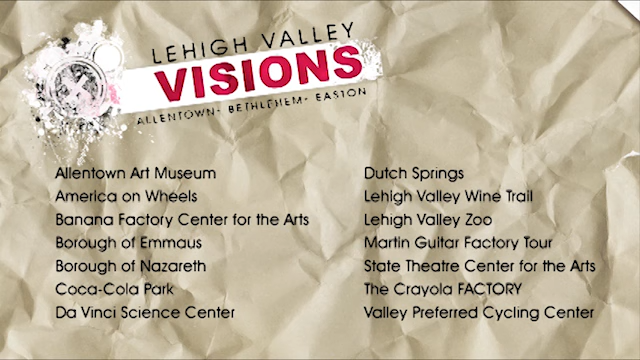 LEHIGH VALLEY
VISIONS
ALLENTOWN- BETHLEHEM- EASTON
Allentown Art Museum
America on Wheels
Banana Factory Center for the Arts
Borough of Emmaus
Borough of Nazareth
Coca-Cola Park
Da Vinci Science Center
Dutch Springs
Lehigh Valley Wine Trail
Lehigh Valley Zoo
Martin Guitar Factory Tour
State Theatre Center for the Arts
The Crayola FACTORY
Valley Preferred Cycling Center